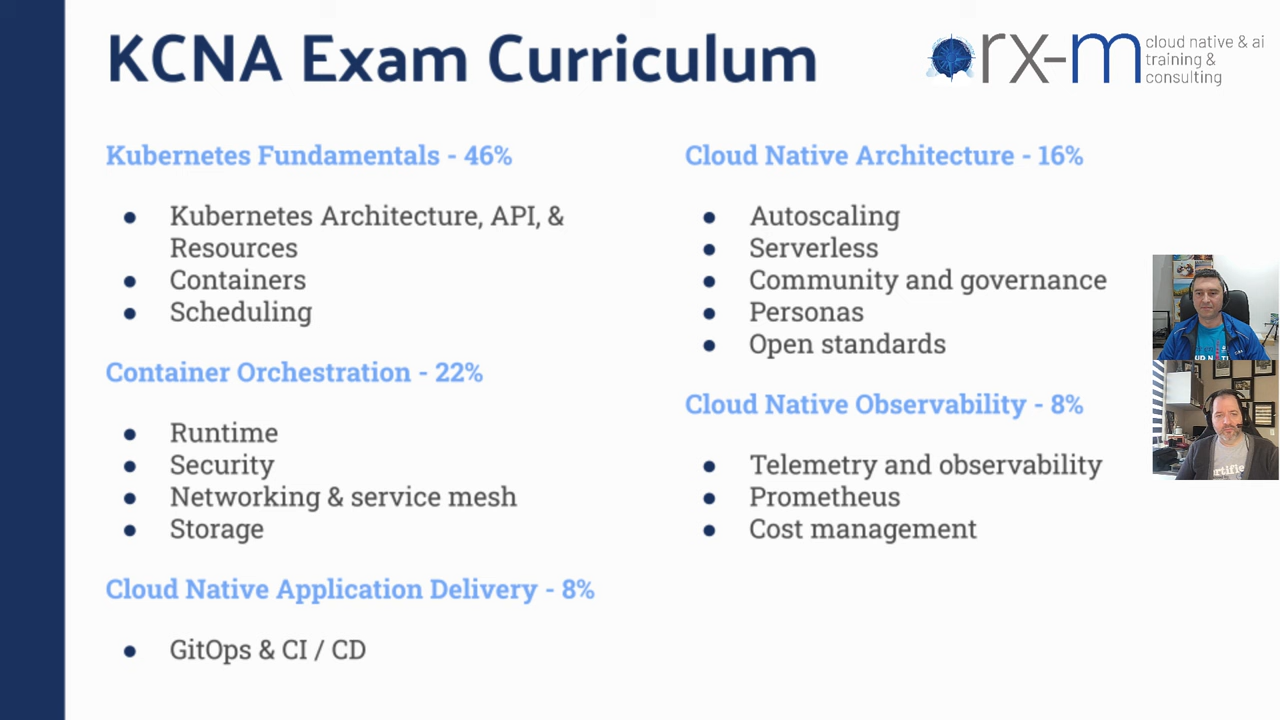 KCNA Exam Curriculum
rx-m
cloud native & ai
training &
consulting
Kubernetes Fundamentals - 46%
● Kubernetes Architecture, API, &
Resources
● Containers
● Scheduling
Container Orchestration - 22%
● Runtime
● Security
● Networking & service mesh
● Storage
Cloud Native Application Delivery - 8%
● GitOps & CI / CD
Cloud Native Architecture - 16%
● Autoscaling
● Serverless
● Community and governance
● Personas
● Open standards
Cloud Native Observability - 8%
● Telemetry and observability
● Prometheus
● Cost management